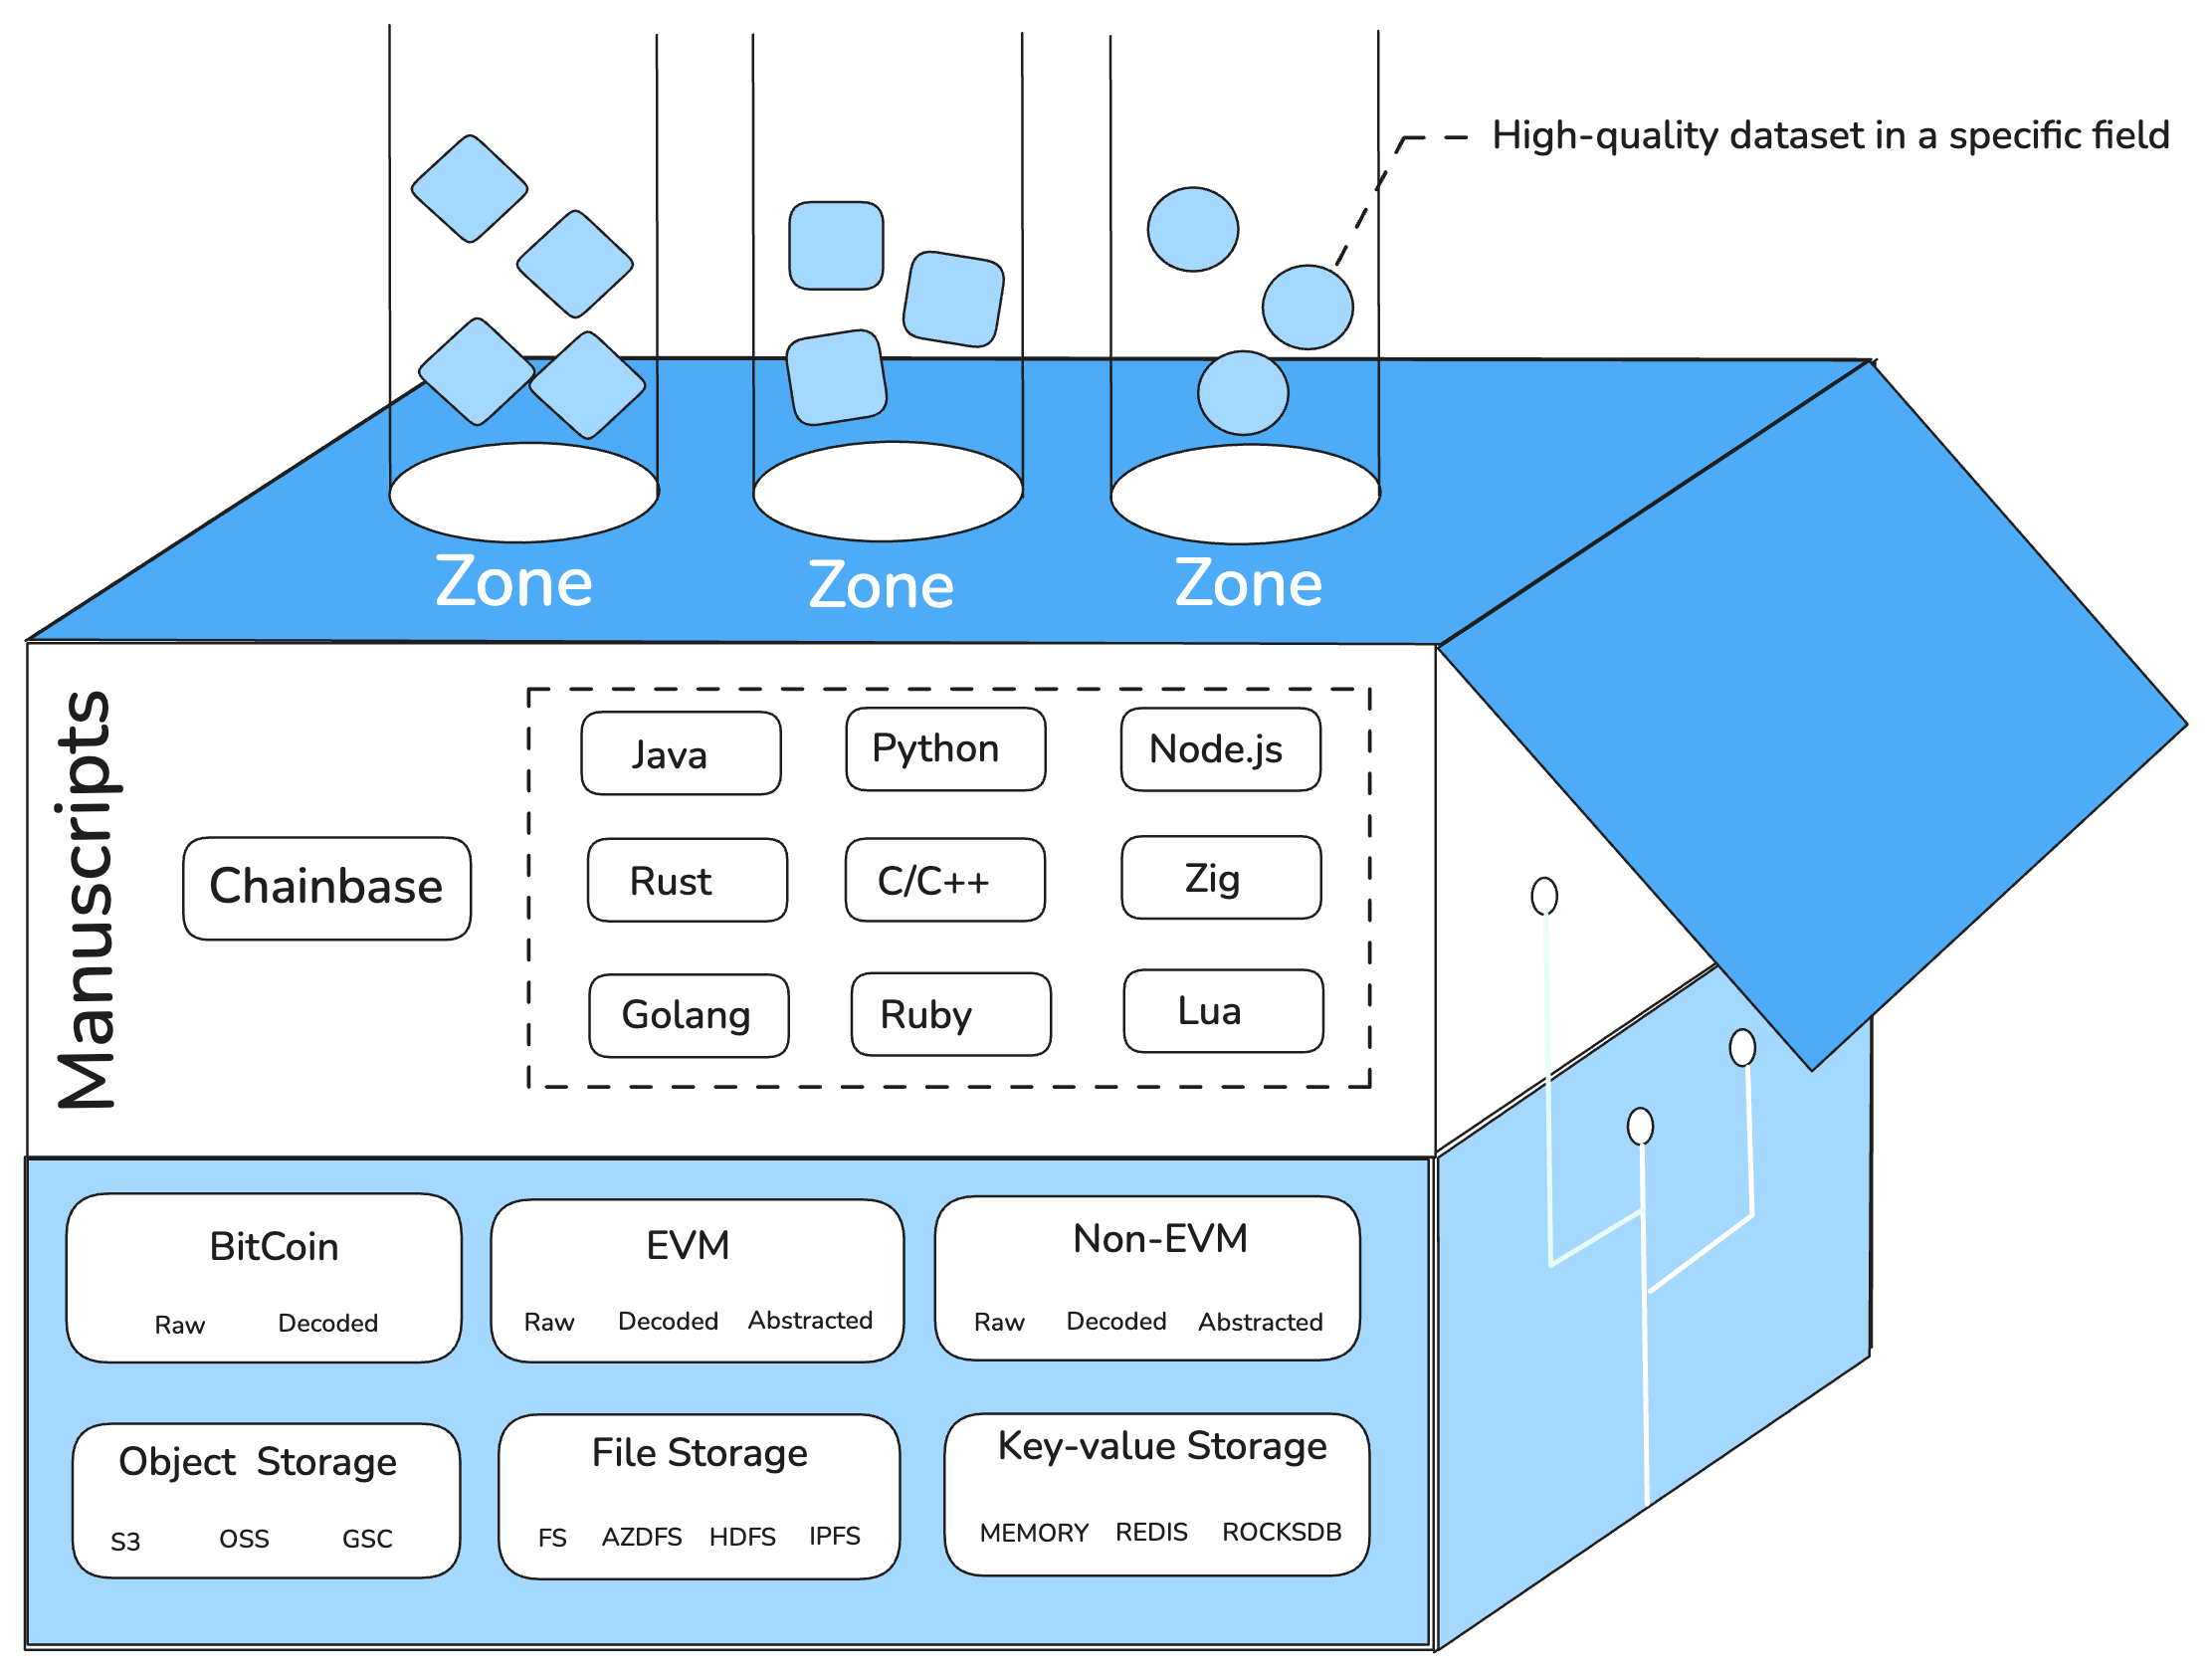 High-quality dataset in a specific field
Zone Zone Zone
Manuscripts
Chainbase
Java Python Node.js
Rust C/C++ Zig
Golang Ruby Lua
BitCoin EVM Non-EVM
Raw Decoded Raw Decoded Abstracted Raw Decoded Abstracted
Object Storage File Storage Key-value Storage
S3 OSS GSC FS AZDFS HDFS IPFS MEMORY REDIS ROCKSDB